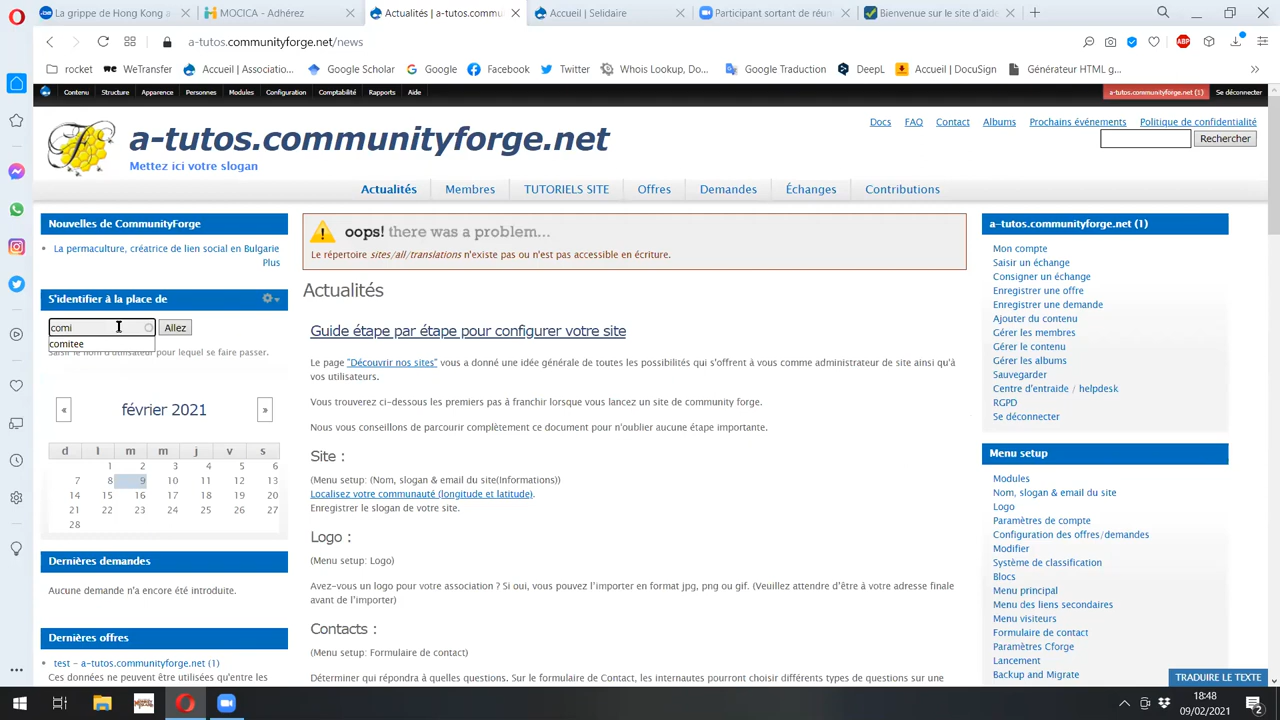 La grippe de Hong Kong a
MOCICA - Adhérez
Actualités | a-tutos.commu
Accueil | Selidaire
Participant sortant de réun
Bienvenue sur le site d'aide
a-tutos.communityforge.net/news
rocket
WeTransfer
Accueil | Associatio...
Google Scholar
Google
Facebook
Twitter
Whois Lookup, Do...
Google Traduction
DeepL
Accueil | DocuSign
Générateur HTML g...
Contenu Structure Apparence Personnes Modules Configuration Comptabilité Rapports Aide
a-tutos.communityforge.net (1) Se déconnecter
a-tutos.communityforge.net
Mettez ici votre slogan
Docs FAQ Contact Albums Prochains événements Politique de confidentialité
Rechercher
Actualités Membres TUTORIELS SITE Offres Demandes Échanges Contributions
Nouvelles de CommunityForge
La permaculture, créatrice de lien social en Bulgarie
Plus
S'identifier à la place de
comi
Allez
comitee
Saisir le nom d'utilisateur pour lequel se faire passer.
« février 2021 »
d l m m j v s
1 2 3 4 5 6
7 8 9 10 11 12 13
14 15 16 17 18 19 20
21 22 23 24 25 26 27
28
Dernières demandes
Aucune demande n'a encore été introduite.
Dernières offres
test - a-tutos.communityforge.net (1)
Ces données ne peuvent être utilisées qu'entre les
oops! there was a problem...
Le répertoire sites/all/translations n'existe pas ou n'est pas accessible en écriture.
Actualités
Guide étape par étape pour configurer votre site
Le page "Découvrir nos sites" vous a donné une idée générale de toutes les possibilités qui s'offrent à vous comme administrateur de site ainsi qu'à
vos utilisateurs.
Vous trouverez ci-dessous les premiers pas à franchir lorsque vous lancez un site de community forge.
Nous vous conseillons de parcourir complètement ce document pour n'oublier aucune étape importante.
Site :
(Menu setup: (Nom, slogan & email du site(Informations))
Localisez votre communauté (longitude et latitude).
Enregistrer le slogan de votre site.
Logo :
(Menu setup: Logo)
Avez-vous un logo pour votre association ? Si oui, vous pouvez l'importer en format jpg, png ou gif. (Veuillez attendre d'être à votre adresse finale
avant de l'importer)
Contacts :
(Menu setup: Formulaire de contact)
Déterminer qui répondra à quelles questions. Sur le formulaire de Contact, les internautes pourront choisir différents types de questions sur une
a-tutos.communityforge.net (1)
Mon compte
Saisir un échange
Consigner un échange
Enregistrer une offre
Enregistrer une demande
Ajouter du contenu
Gérer les membres
Gérer le contenu
Gérer les albums
Sauvegarder
Centre d'entraide / helpdesk
RGPD
Se déconnecter
Menu setup
Modules
Nom, slogan & email du site
Logo
Paramètres de compte
Configuration des offres/demandes
Modifier
Système de classification
Blocs
Menu principal
Menu des liens secondaires
Menu visiteurs
Formulaire de contact
Paramètres Cforge
Lancement
Backup and Migrate
TRADUIRE LE TEXTE
18:48
09/02/2021
2